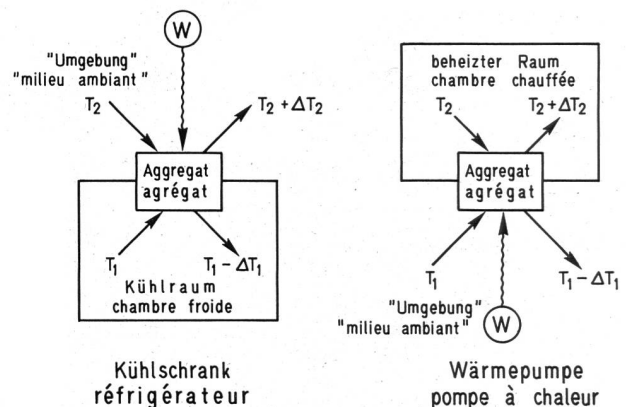 W
"Umgebung"
"milieu ambiant"
T₂
T₂ + ΔT₂
Aggregat
agrégat
T₁
T₁ − ΔT₁
Kühlraum
chambre froide
Kühlschrank
réfrigérateur
beheizter Raum
chambre chauffée
T₂
T₂ + ΔT₂
Aggregat
agrégat
T₁
T₁ − ΔT₁
"Umgebung"
"milieu ambiant"
W
Wärmepumpe
pompe à chaleur